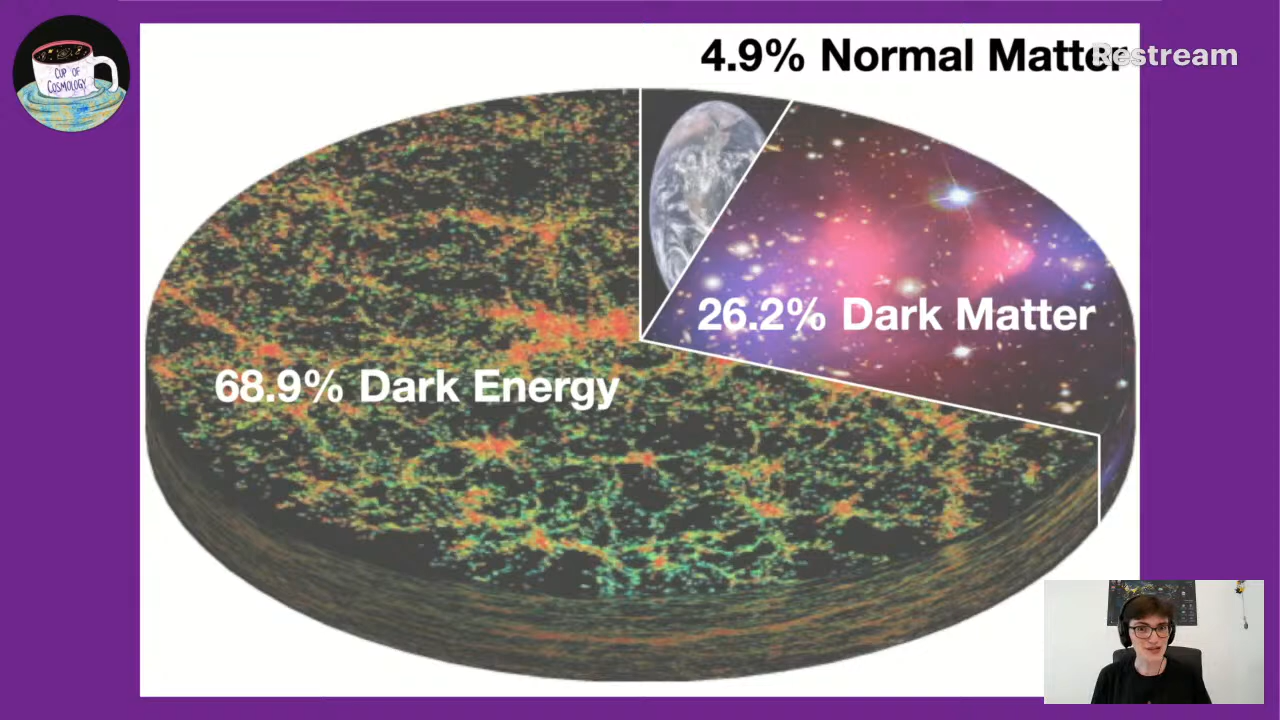 CUP OF
COSMOLOGY
4.9% Normal Matter
Restream
26.2% Dark Matter
68.9% Dark Energy